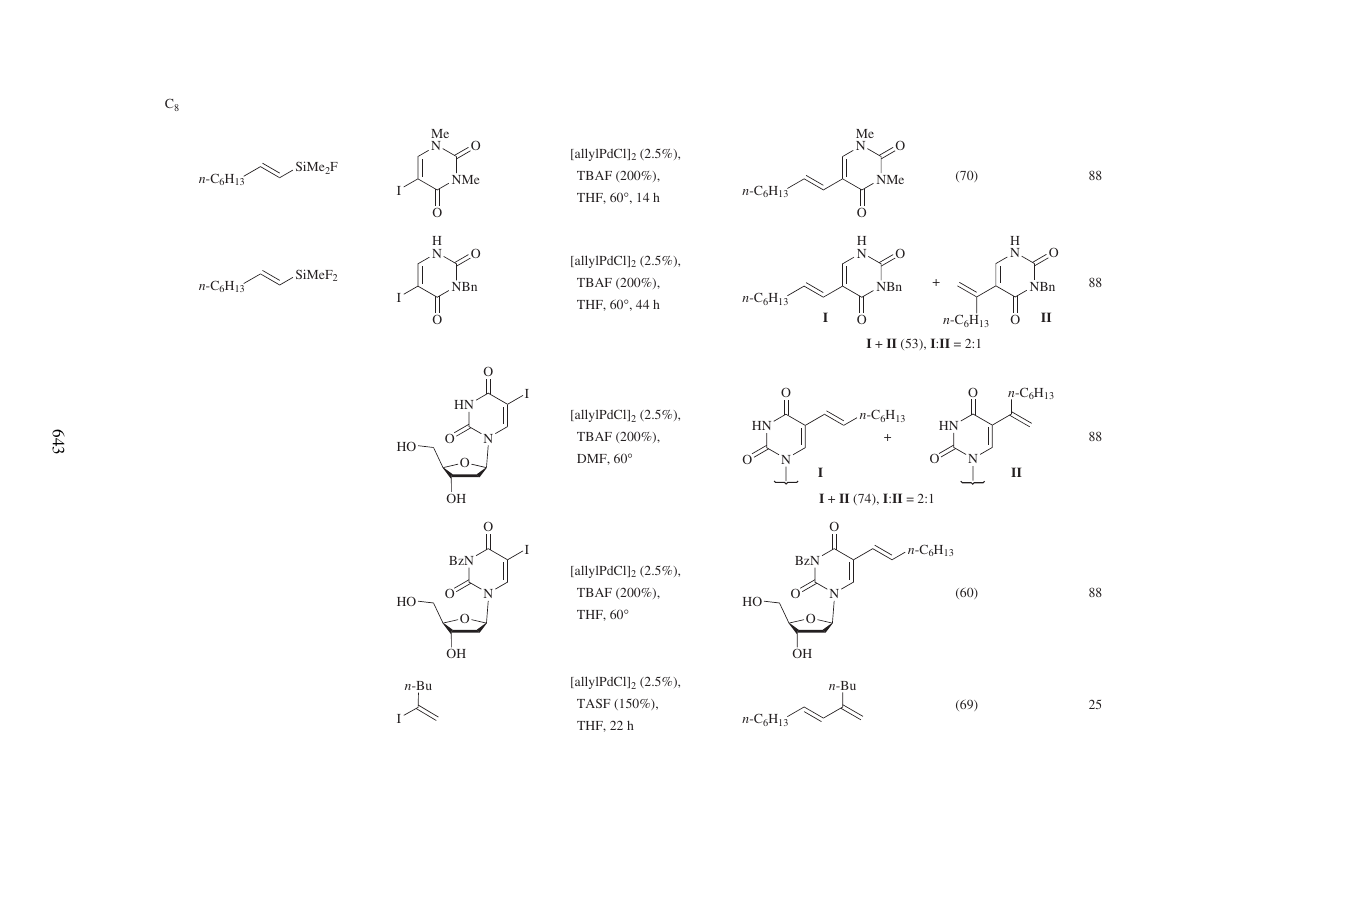 C8
n-C6H13 SiMe2F
Me
N O
I NMe
O
[allylPdCl]2 (2.5%),
TBAF (200%),
THF, 60°, 14 h
Me
N O
n-C6H13 NMe
O
(70)
88
n-C6H13 SiMeF2
H
N O
I NBn
O
[allylPdCl]2 (2.5%),
TBAF (200%),
THF, 60°, 44 h
H
N O
n-C6H13 NBn
I O
+
H
N O
NBn
n-C6H13 O II
88
I + II (53), I:II = 2:1
O
I
HN
O N
HO
O
OH
[allylPdCl]2 (2.5%),
TBAF (200%),
DMF, 60°
O
n-C6H13
HN
O N I
+
O n-C6H13
HN
O N II
88
I + II (74), I:II = 2:1
O
I
BzN
O N
HO
O
OH
[allylPdCl]2 (2.5%),
TBAF (200%),
THF, 60°
O
n-C6H13
BzN
O N
HO
O
OH
(60)
88
n-Bu
I
[allylPdCl]2 (2.5%),
TASF (150%),
THF, 22 h
n-Bu
n-C6H13
(69)
25
643